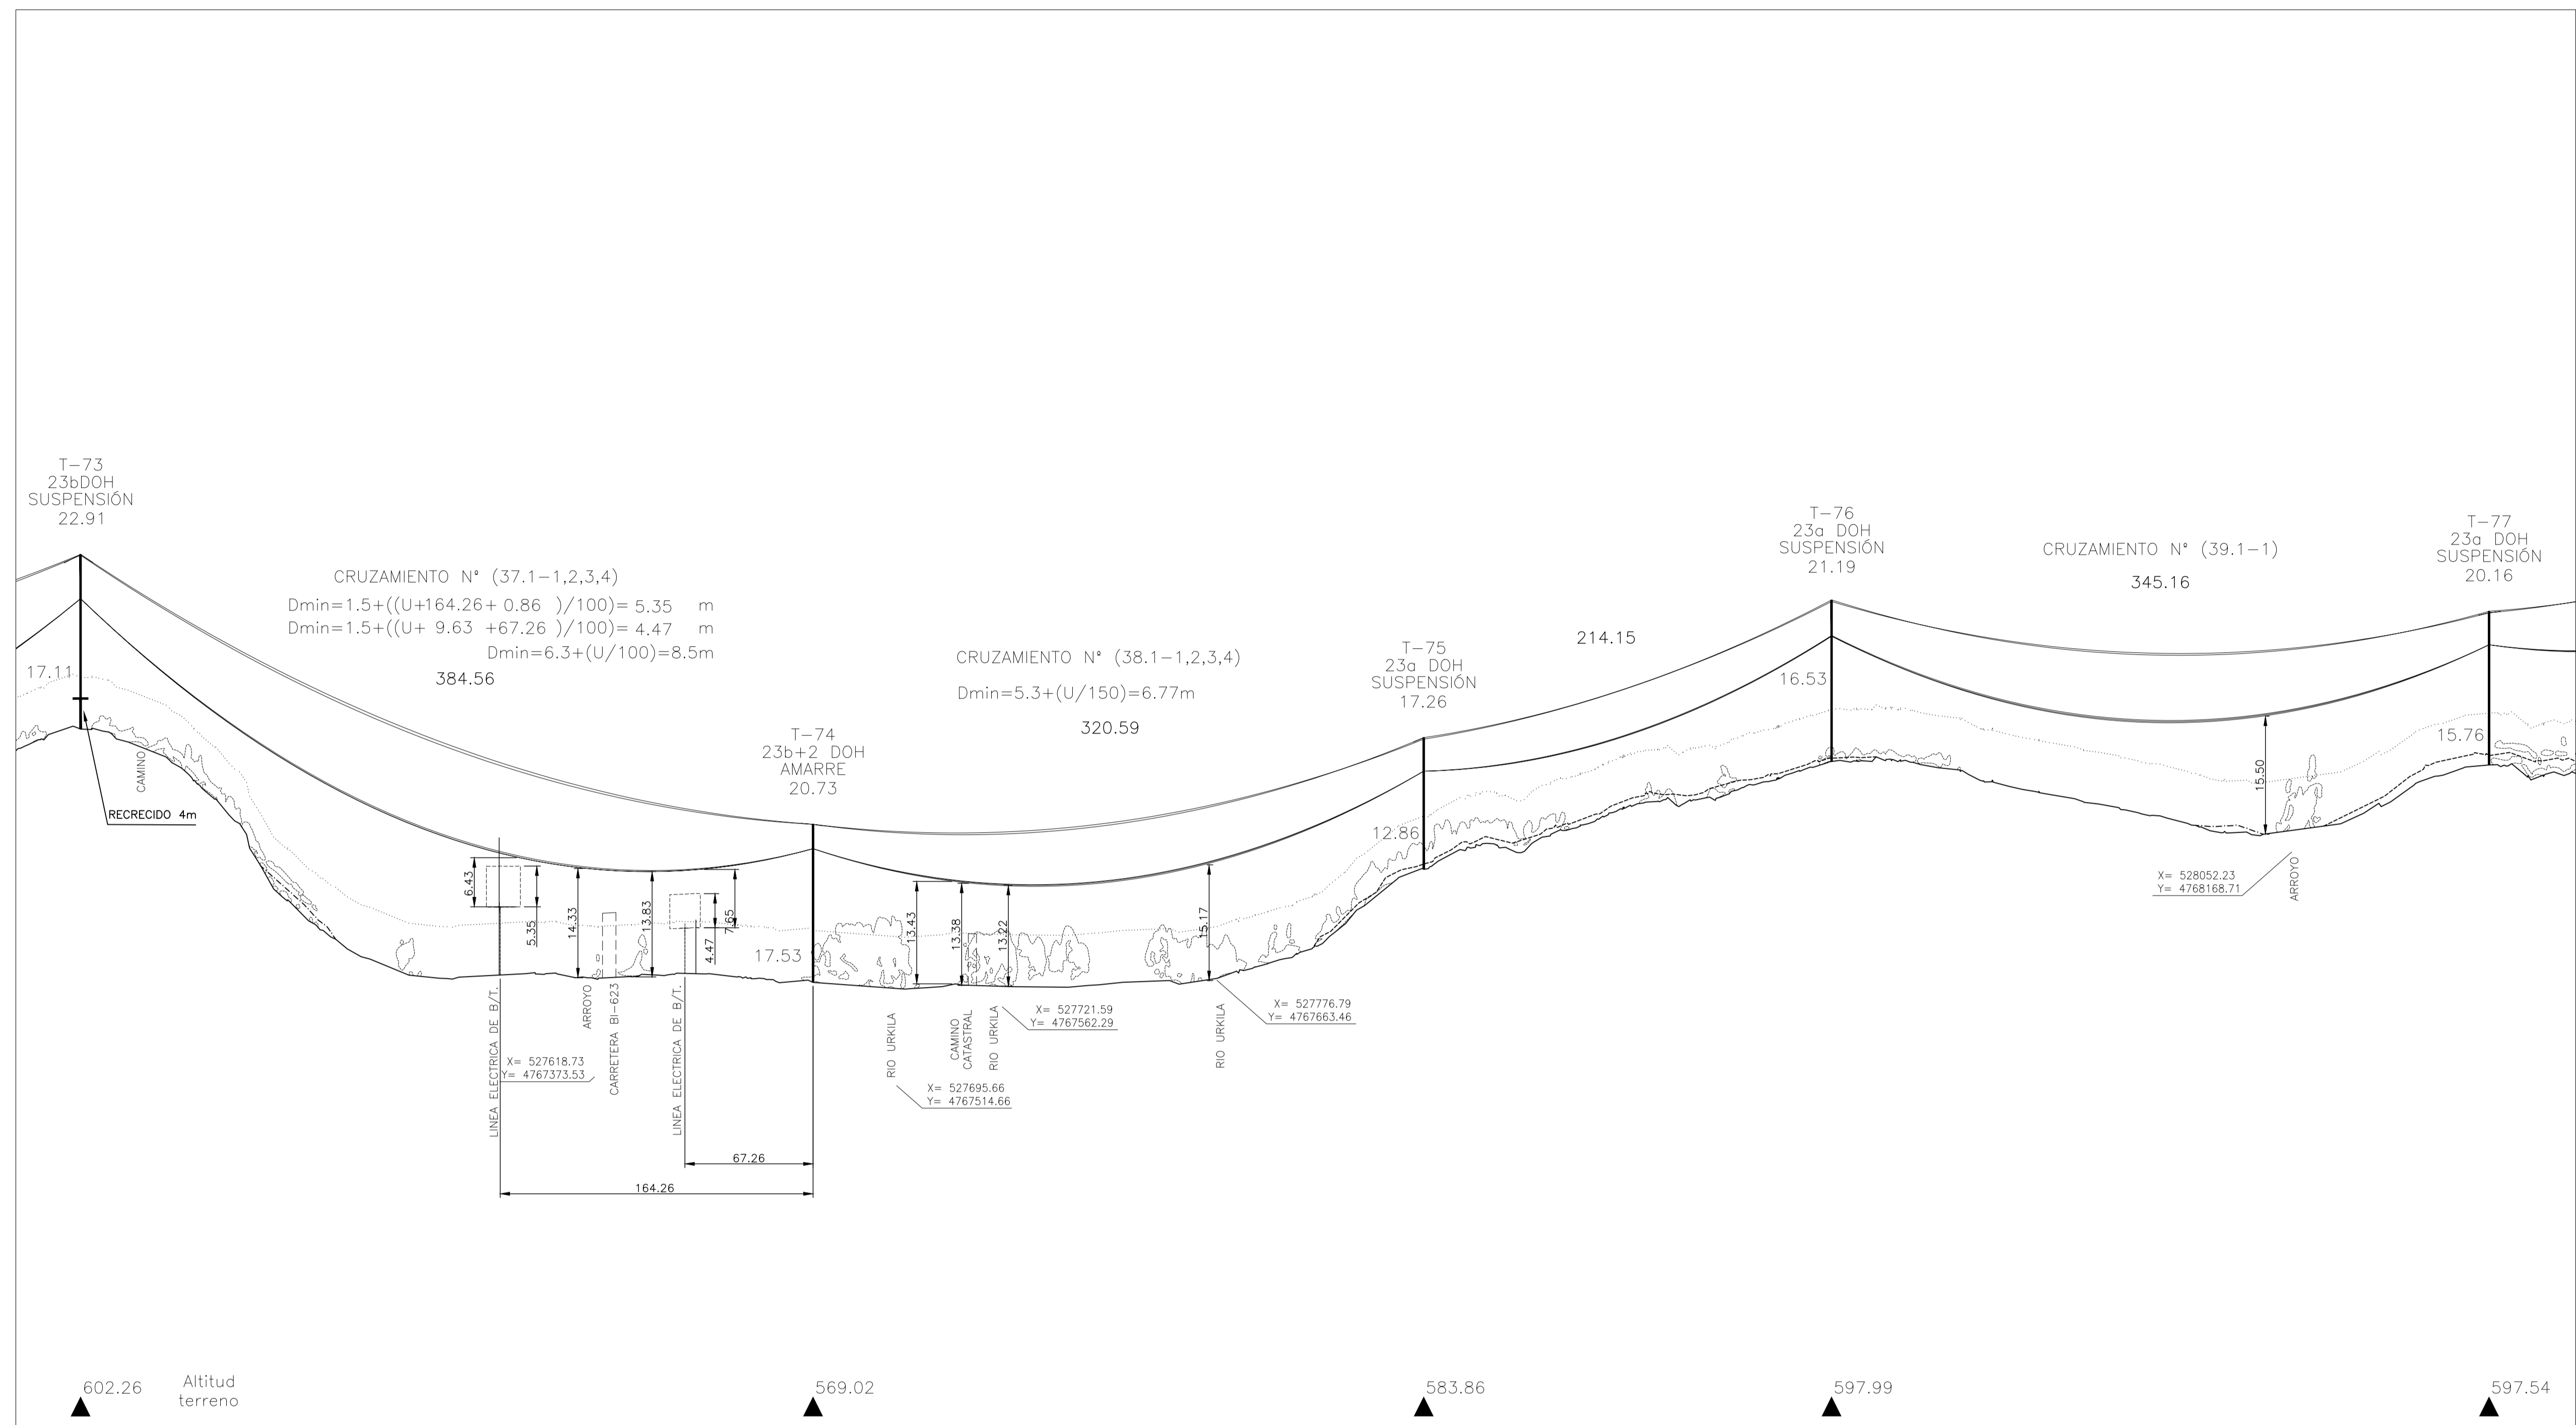 T-73
23bDOH
SUSPENSIÓN
22.91
17.11
CAMINO
RECRECIDO 4m
CRUZAMIENTO Nº (37.1-1,2,3,4)
Dmin=1.5+((U+164.26+ 0.86 )/100)= 5.35 m
Dmin=1.5+((U+ 9.63 +67.26 )/100)= 4.47 m
Dmin=6.3+(U/100)=8.5m
384.56
6.43
5.35
14.33
13.83
4.47
7.65
LINEA ELECTRICA DE B/T.
ARROYO
CARRETERA BI-623
LINEA ELECTRICA DE B/T.
X= 527618.73
Y= 4767373.53
67.26
164.26
T-74
23b+2 DOH
AMARRE
20.73
17.53
CRUZAMIENTO Nº (38.1-1,2,3,4)
Dmin=5.3+(U/150)=6.77m
320.59
13.43
13.38
13.22
15.17
RIO URKILA
CAMINO
CATASTRAL
RIO URKILA
RIO URKILA
X= 527695.66
Y= 4767514.66
X= 527721.59
Y= 4767562.29
X= 527776.79
Y= 4767663.46
T-75
23a DOH
SUSPENSIÓN
17.26
12.86
214.15
T-76
23a DOH
SUSPENSIÓN
21.19
16.53
CRUZAMIENTO Nº (39.1-1)
345.16
15.50
X= 528052.23
Y= 4768168.71
ARROYO
T-77
23a DOH
SUSPENSIÓN
20.16
15.76
602.26
Altitud
terreno
569.02
583.86
597.99
597.54